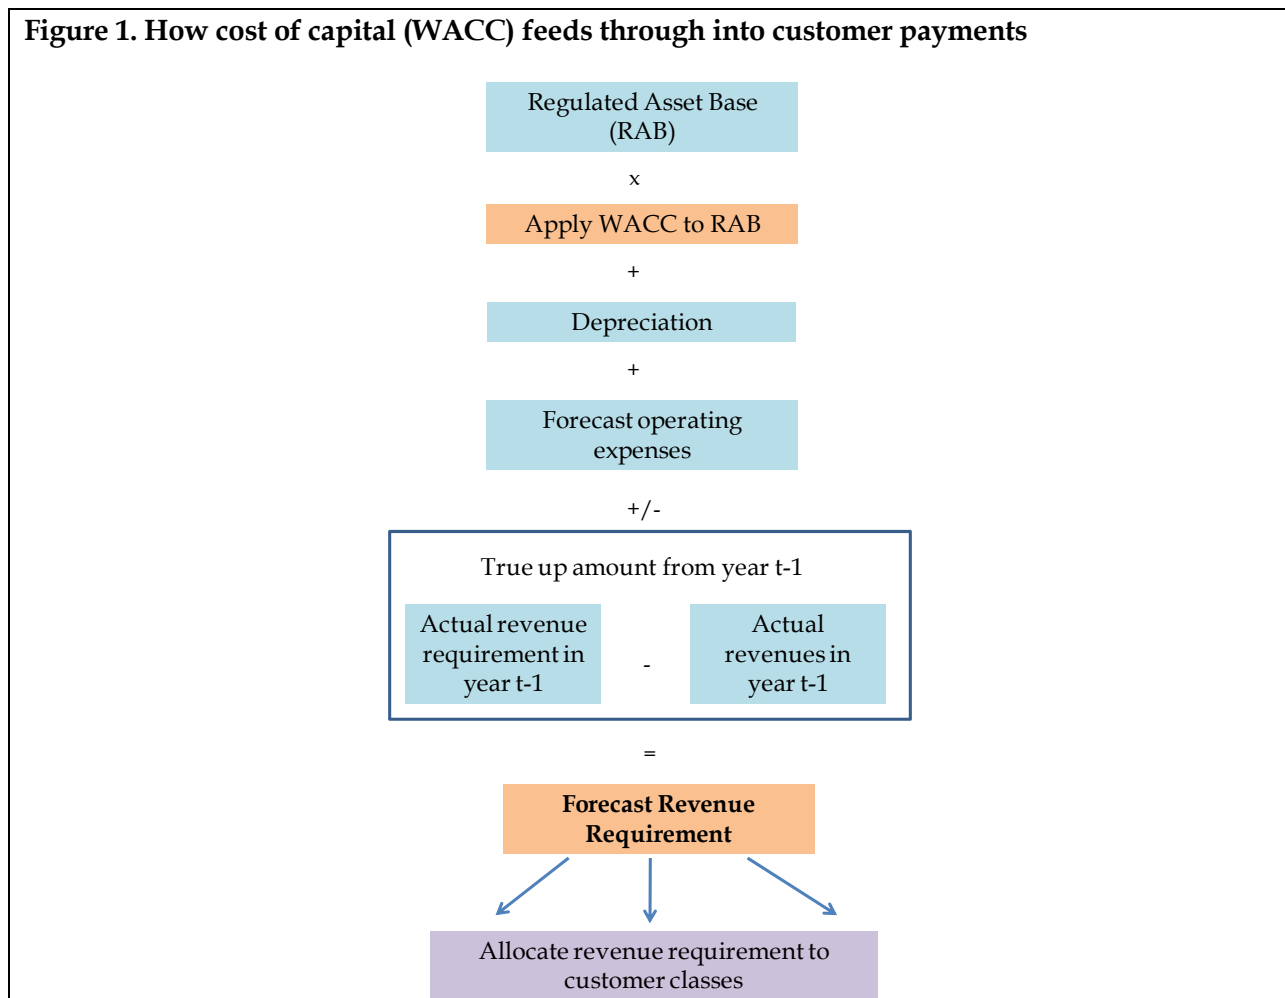 Figure 1. How cost of capital (WACC) feeds through into customer payments
Regulated Asset Base
(RAB)
x
Apply WACC to RAB
+
Depreciation
+
Forecast operating
expenses
+/-
True up amount from year t-1
Actual revenue
requirement in
year t-1
-
Actual
revenues in
year t-1
=
Forecast Revenue
Requirement
Allocate revenue requirement to
customer classes